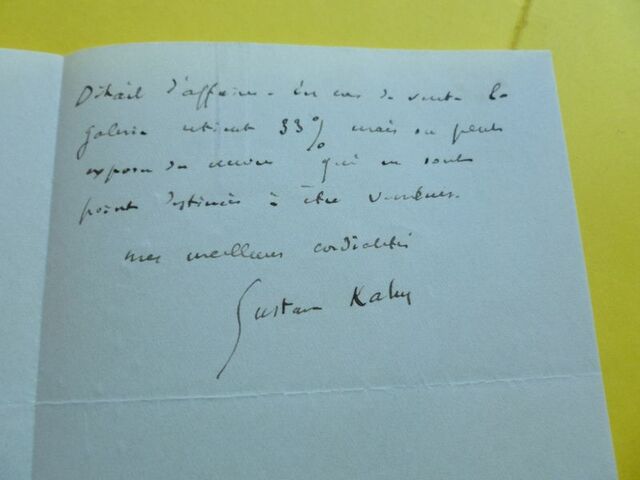 Détail d'affaires. En cas de vente la
galerie retient 33% mais on peut
exposer des œuvres qui ne sont
point destinées à être vendues.
mes meilleures cordialités
Gustave Kahn